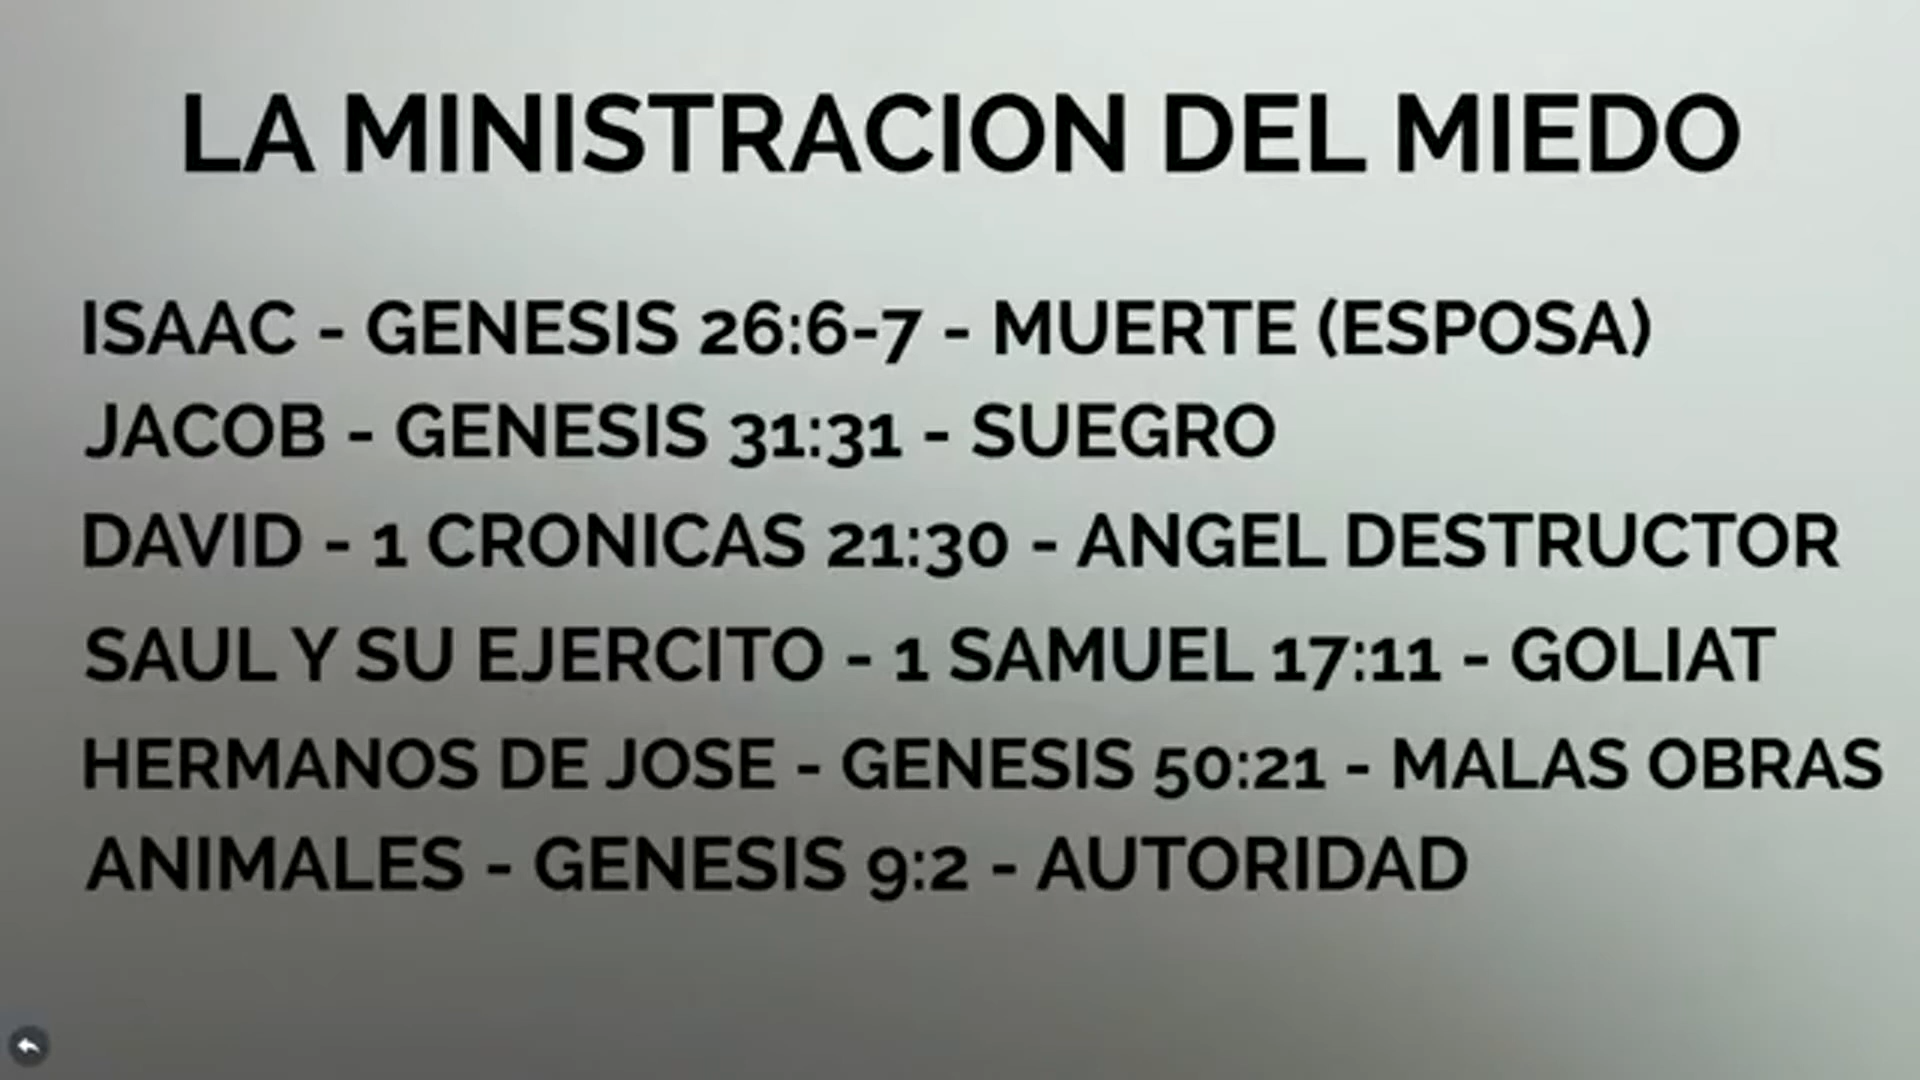 LA MINISTRACION DEL MIEDO
ISAAC - GENESIS 26:6-7 - MUERTE (ESPOSA)
JACOB - GENESIS 31:31 - SUEGRO
DAVID - 1 CRONICAS 21:30 - ANGEL DESTRUCTOR
SAUL Y SU EJERCITO - 1 SAMUEL 17:11 - GOLIAT
HERMANOS DE JOSE - GENESIS 50:21 - MALAS OBRAS
ANIMALES - GENESIS 9:2 - AUTORIDAD